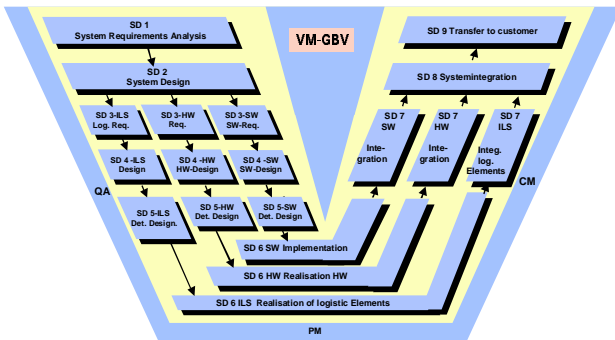 SD 1
System Requirements Analysis
SD 2
System Design
SD 3-ILS
Log. Req.
SD 3-HW
Req.
SD 3-SW
SW-Req.
SD 4 -ILS
Design
SD 4 -HW
HW-Design
SD 4 -SW
SW-Design
QA
SD 5-ILS
Det. Design.
SD 5-HW
Det. Design
SD 5-SW
Det. Design
SD 6 SW Implementation
SD 6 HW Realisation HW
SD 6 ILS Realisation of logistic Elements
PM
VM-GBV
SD 9 Transfer to customer
SD 8 Systemintegration
SD 7
SW
Inte-
gration
SD 7
HW
Inte-
gration
SD 7
ILS
Integ.
log.
Elements
CM